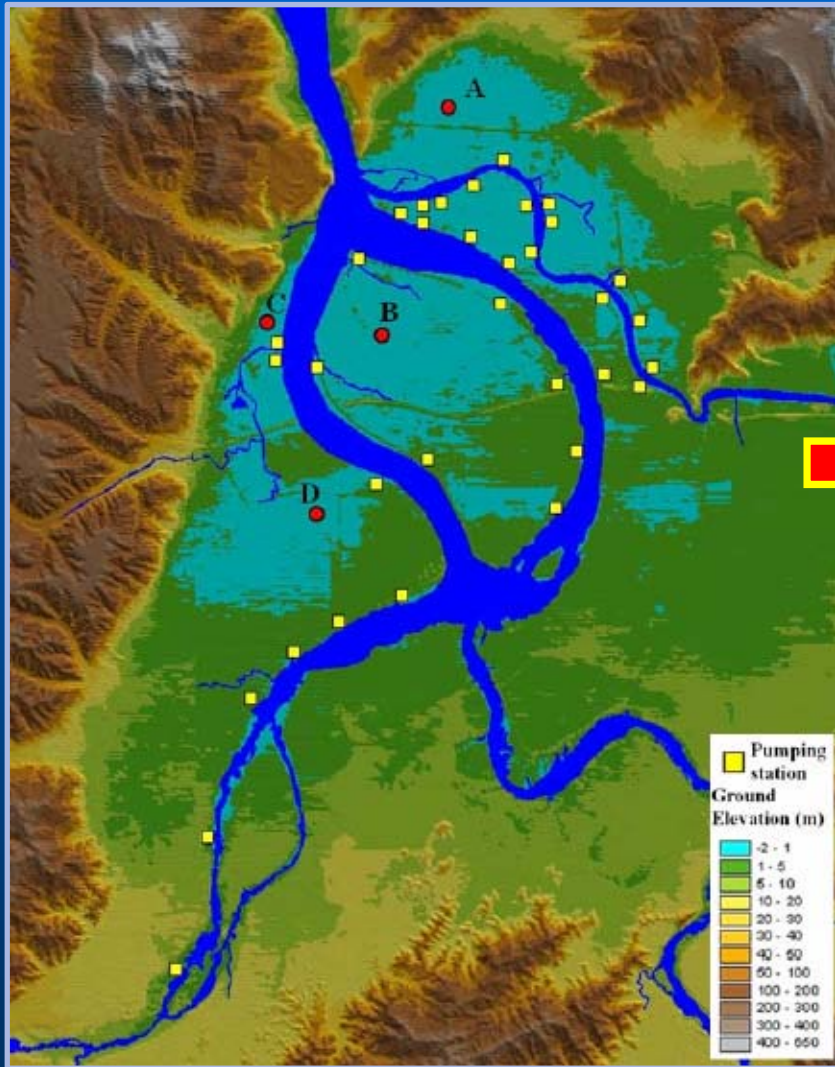 A
C
B
D
Pumping
station
Ground
Elevation (m)
-2 - 1
1 - 5
5 - 10
10 - 20
20 - 30
30 - 40
40 - 50
50 - 100
100 - 200
200 - 300
300 - 400
400 - 650